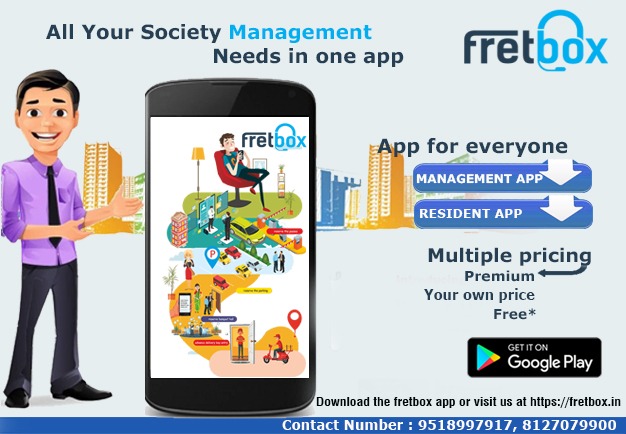 All Your Society Management
Needs in one app
fretbox
fretbox
App for everyone
MANAGEMENT APP
RESIDENT APP
Multiple pricing
Premium
Your own price
Free*
P
GET IT ON
Google Play
Download the fretbox app or visit us at https://fretbox.in
Contact Number : 9518997917, 8127079900